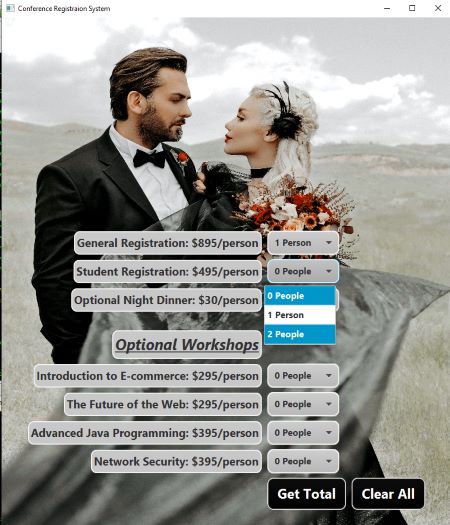 Conference Registraion System
General Registration: $895/person
1 Person
Student Registration: $495/person
0 People
Optional Night Dinner: $30/person
0 People
1 Person
2 People
Optional Workshops
Introduction to E-commerce: $295/person
0 People
The Future of the Web: $295/person
0 People
Advanced Java Programming: $395/person
0 People
Network Security: $395/person
0 People
Get Total
Clear All